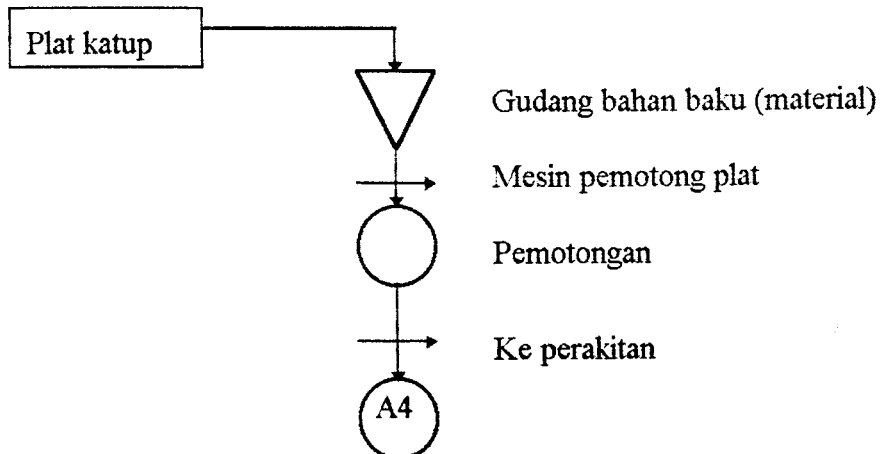 Plat katup
Gudang bahan baku (material)
Mesin pemotong plat
Pemotongan
Ke perakitan
A4